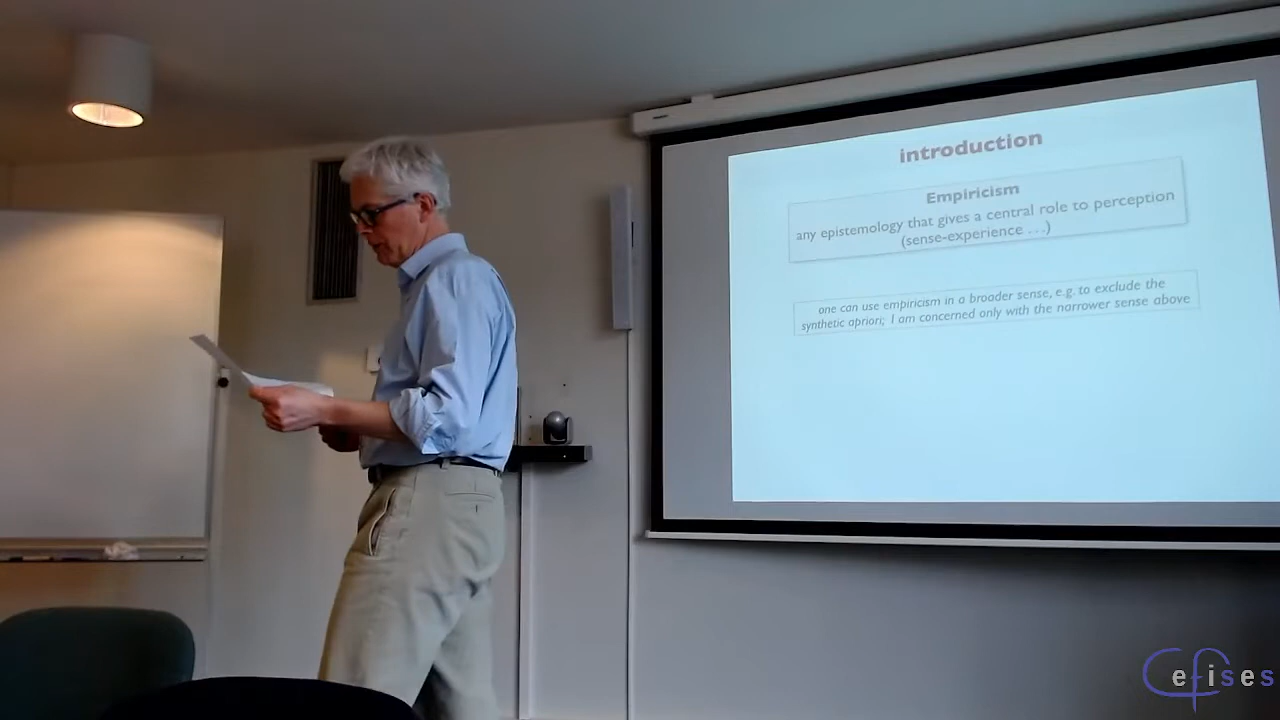 introduction
Empiricism
any epistemology that gives a central role to perception
(sense-experience ...)
one can use empiricism in a broader sense, e.g. to exclude the
synthetic apriori; I am concerned only with the narrower sense above
efises